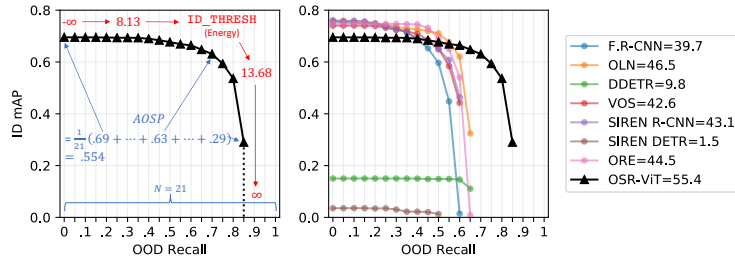 -∞ → 8.13 → ID_THRESH
(Energy)
13.68
∞
AOSP
= 1/21 (.69 + ⋯ + .63 + ⋯ + .29)
= .554
N = 21
ID mAP
0.8
0.6
0.4
0.2
0.0
0 .1 .2 .3 .4 .5 .6 .7 .8 .9 1
OOD Recall
0.8
0.6
0.4
0.2
0.0
0 .1 .2 .3 .4 .5 .6 .7 .8 .9 1
OOD Recall
F.R-CNN=39.7
OLN=46.5
DDETR=9.8
VOS=42.6
SIREN R-CNN=43.1
SIREN DETR=1.5
ORE=44.5
OSR-ViT=55.4